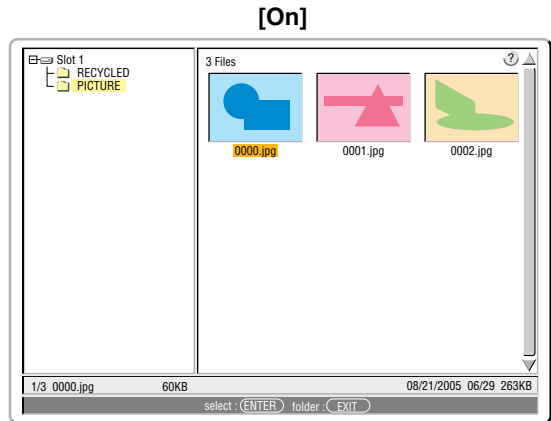 [On]
Slot 1
RECYCLED
PICTURE
3 Files
?
0000.jpg 0001.jpg 0002.jpg
1/3 0000.jpg 60KB 08/21/2005 06/29 263KB
select : ENTER folder : EXIT